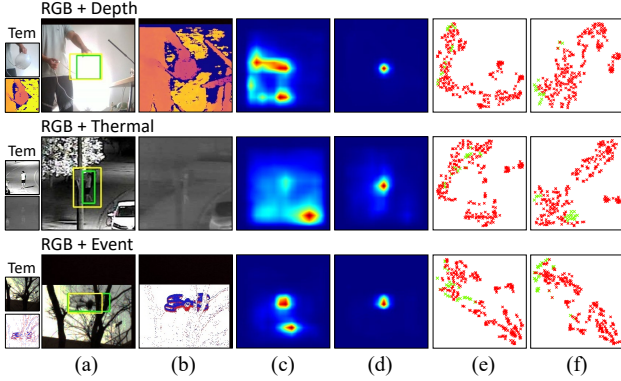 RGB + Depth
Tem
RGB + Thermal
Tem
RGB + Event
Tem
(a) (b) (c) (d) (e) (f)